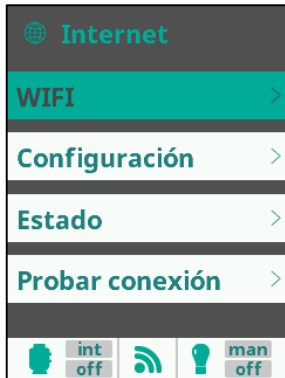 Internet
WIFI
Configuración
Estado
Probar conexión
int man
off off